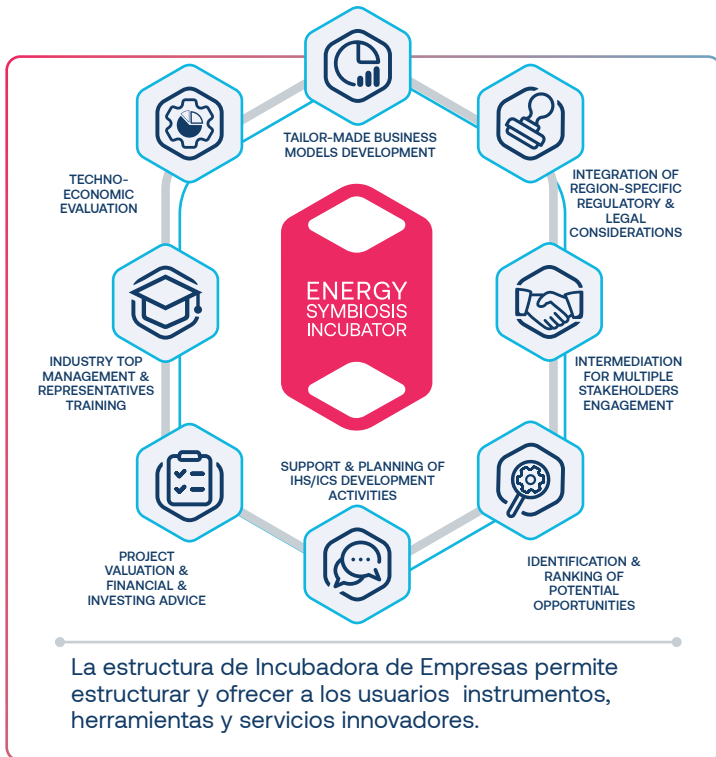 TAILOR-MADE BUSINESS
MODELS DEVELOPMENT
TECHNO-
ECONOMIC
EVALUATION
INTEGRATION OF
REGION-SPECIFIC
REGULATORY &
LEGAL
CONSIDERATIONS
ENERGY
SYMBIOSIS
INCUBATOR
INDUSTRY TOP
MANAGEMENT &
REPRESENTATIVES
TRAINING
INTERMEDIATION
FOR MULTIPLE
STAKEHOLDERS
ENGAGEMENT
SUPPORT & PLANNING OF
IHS/ICS DEVELOPMENT
ACTIVITIES
PROJECT
VALUATION &
FINANCIAL &
INVESTING ADVICE
IDENTIFICATION &
RANKING OF
POTENTIAL
OPPORTUNITIES
La estructura de Incubadora de Empresas permite
estructurar y ofrecer a los usuarios instrumentos,
herramientas y servicios innovadores.